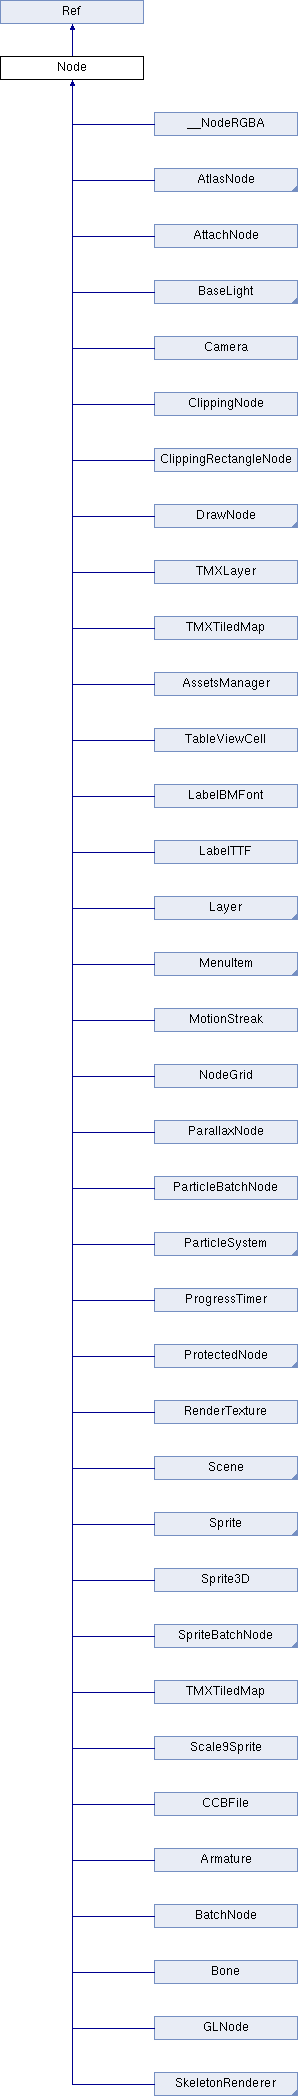 Ref
Node
__NodeRGBA
AtlasNode
AttachNode
BaseLight
Camera
ClippingNode
ClippingRectangleNode
DrawNode
TMXLayer
TMXTiledMap
AssetsManager
TableViewCell
LabelBMFont
LabelTTF
Layer
MenuItem
MotionStreak
NodeGrid
ParallaxNode
ParticleBatchNode
ParticleSystem
ProgressTimer
ProtectedNode
RenderTexture
Scene
Sprite
Sprite3D
SpriteBatchNode
TMXTiledMap
Scale9Sprite
CCBFile
Armature
BatchNode
Bone
GLNode
SkeletonRenderer